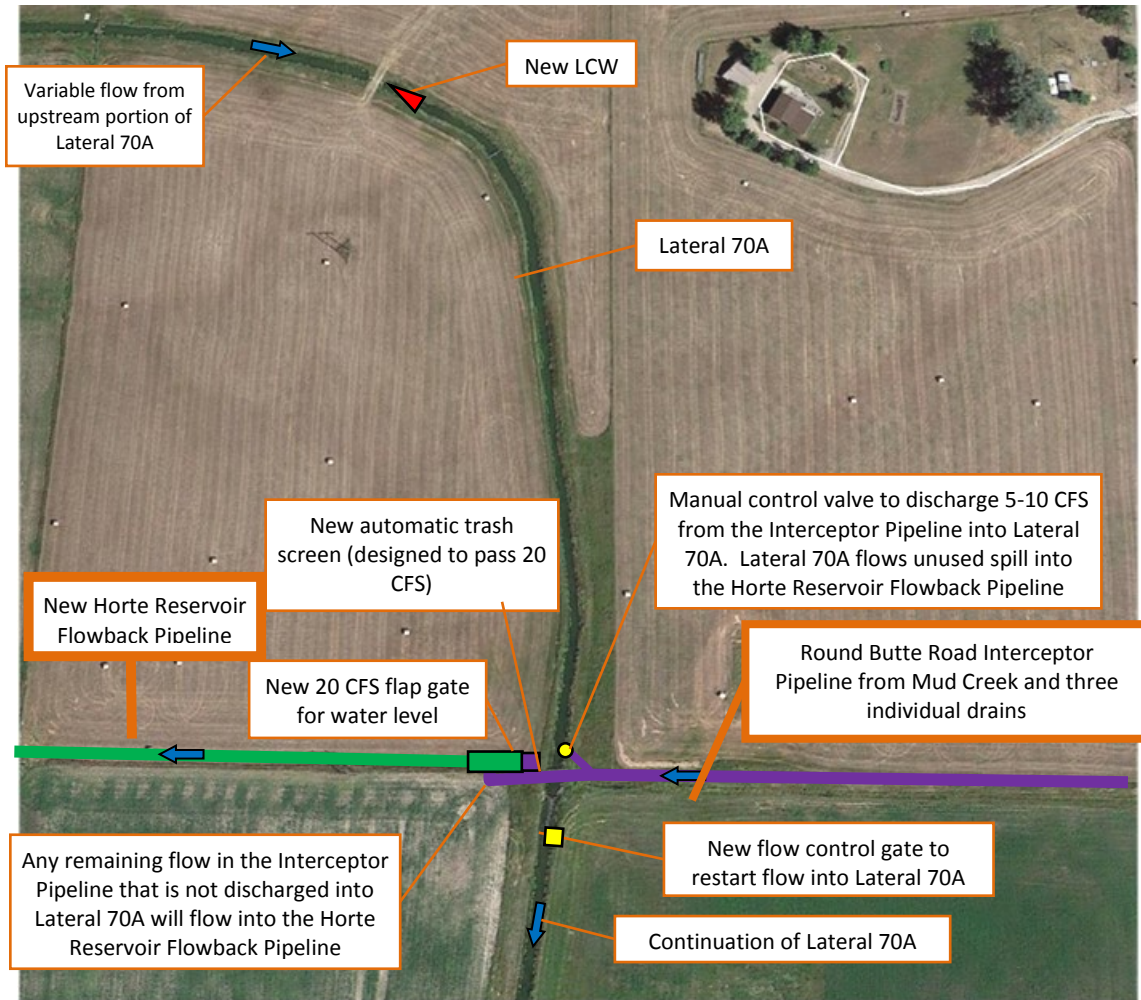 Variable flow from
upstream portion of
Lateral 70A
New LCW
Lateral 70A
New automatic trash
screen (designed to pass 20
CFS)
Manual control valve to discharge 5-10 CFS
from the Interceptor Pipeline into Lateral
70A.  Lateral 70A flows unused spill into
the Horte Reservoir Flowback Pipeline
New Horte Reservoir
Flowback Pipeline
New 20 CFS flap gate
for water level
Round Butte Road Interceptor
Pipeline from Mud Creek and three
individual drains
Any remaining flow in the Interceptor
Pipeline that is not discharged into
Lateral 70A will flow into the Horte
Reservoir Flowback Pipeline
New flow control gate to
restart flow into Lateral 70A
Continuation of Lateral 70A